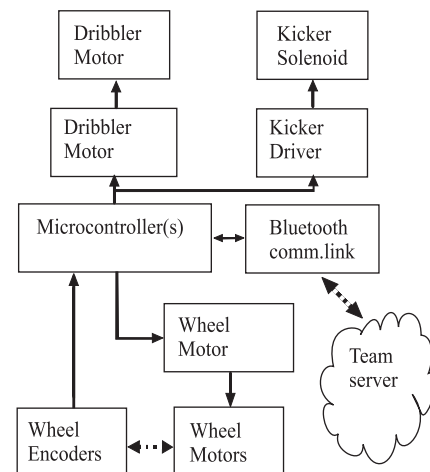 Dribbler
Motor
Kicker
Solenoid
Dribbler
Motor
Kicker
Driver
Microcontroller(s)
Bluetooth
comm.link
Wheel
Motor
Team
server
Wheel
Encoders
Wheel
Motors